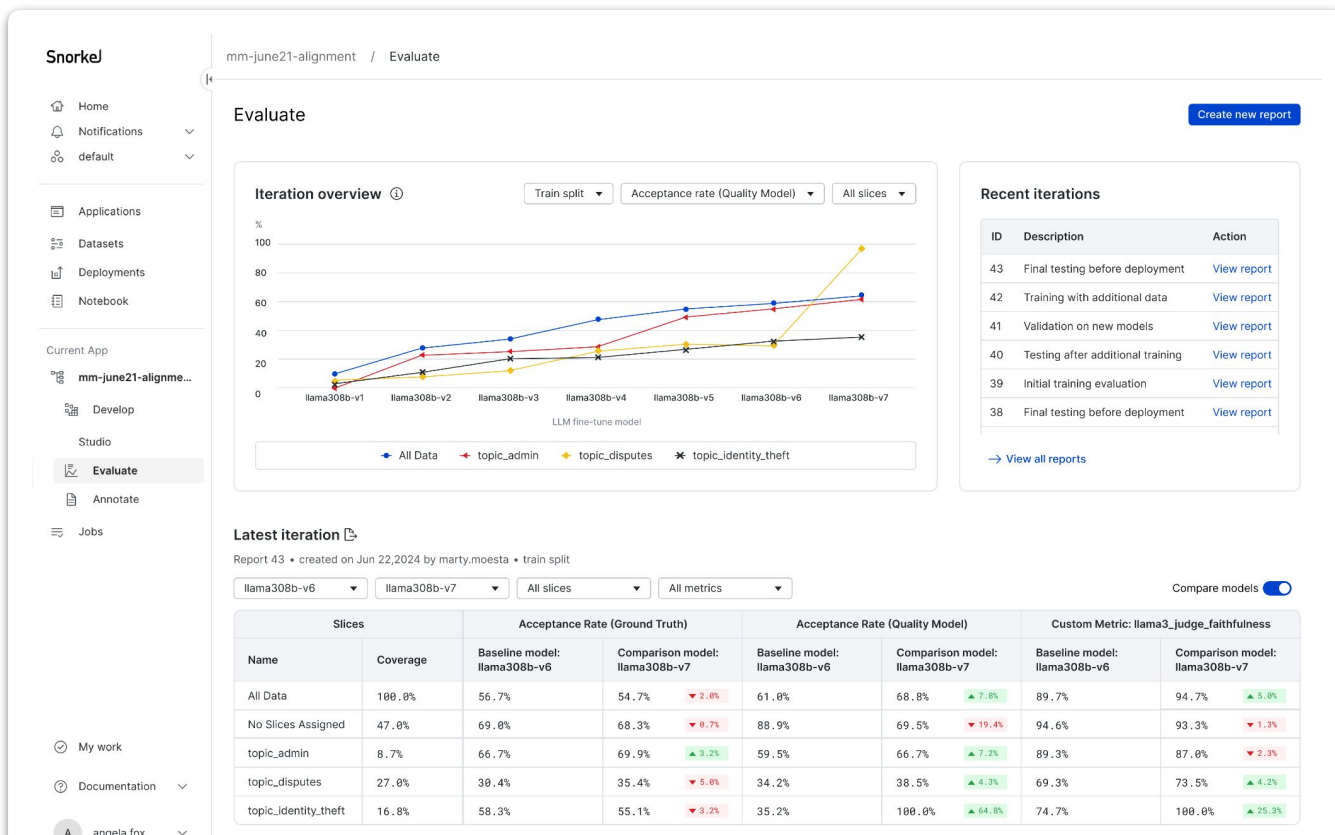 Snorkel
mm-june21-alignment / Evaluate
Home
Notifications
default
Applications
Datasets
Deployments
Notebook
Current App
mm-june21-alignme...
Develop
Studio
Evaluate
Annotate
Jobs
My work
Documentation
A angela fox
Evaluate
Create new report
Iteration overview
Train split
Acceptance rate (Quality Model)
All slices
%
100
80
60
40
20
0
llama308b-v1 llama308b-v2 llama308b-v3 llama308b-v4 llama308b-v5 llama308b-v6 llama308b-v7
LLM fine-tune model
All Data topic_admin topic_disputes topic_identity_theft
Recent iterations
ID Description Action
43 Final testing before deployment View report
42 Training with additional data View report
41 Validation on new models View report
40 Testing after additional training View report
39 Initial training evaluation View report
38 Final testing before deployment View report
→ View all reports
Latest iteration
Report 43 • created on Jun 22,2024 by marty.moesta • train split
llama308b-v6 llama308b-v7 All slices All metrics Compare models
Slices Acceptance Rate (Ground Truth) Acceptance Rate (Quality Model) Custom Metric: llama3_judge_faithfulness
Name Coverage Baseline model: Comparison model: Baseline model: Comparison model: Baseline model: Comparison model:
llama308b-v6 llama308b-v7 llama308b-v6 llama308b-v7 llama308b-v6 llama308b-v7
All Data 100.0% 56.7% 54.7% ▼ 2.0% 61.0% 68.8% ▲ 7.8% 89.7% 94.7% ▲ 5.0%
No Slices Assigned 47.0% 69.0% 68.3% ▼ 0.7% 88.9% 69.5% ▼ 19.4% 94.6% 93.3% ▼ 1.3%
topic_admin 8.7% 66.7% 69.9% ▲ 3.2% 59.5% 66.7% ▲ 7.2% 89.3% 87.0% ▼ 2.3%
topic_disputes 27.0% 30.4% 35.4% ▼ 5.0% 34.2% 38.5% ▲ 4.3% 69.3% 73.5% ▲ 4.2%
topic_identity_theft 16.8% 58.3% 55.1% ▼ 3.2% 35.2% 100.0% ▲ 64.8% 74.7% 100.0% ▲ 25.3%